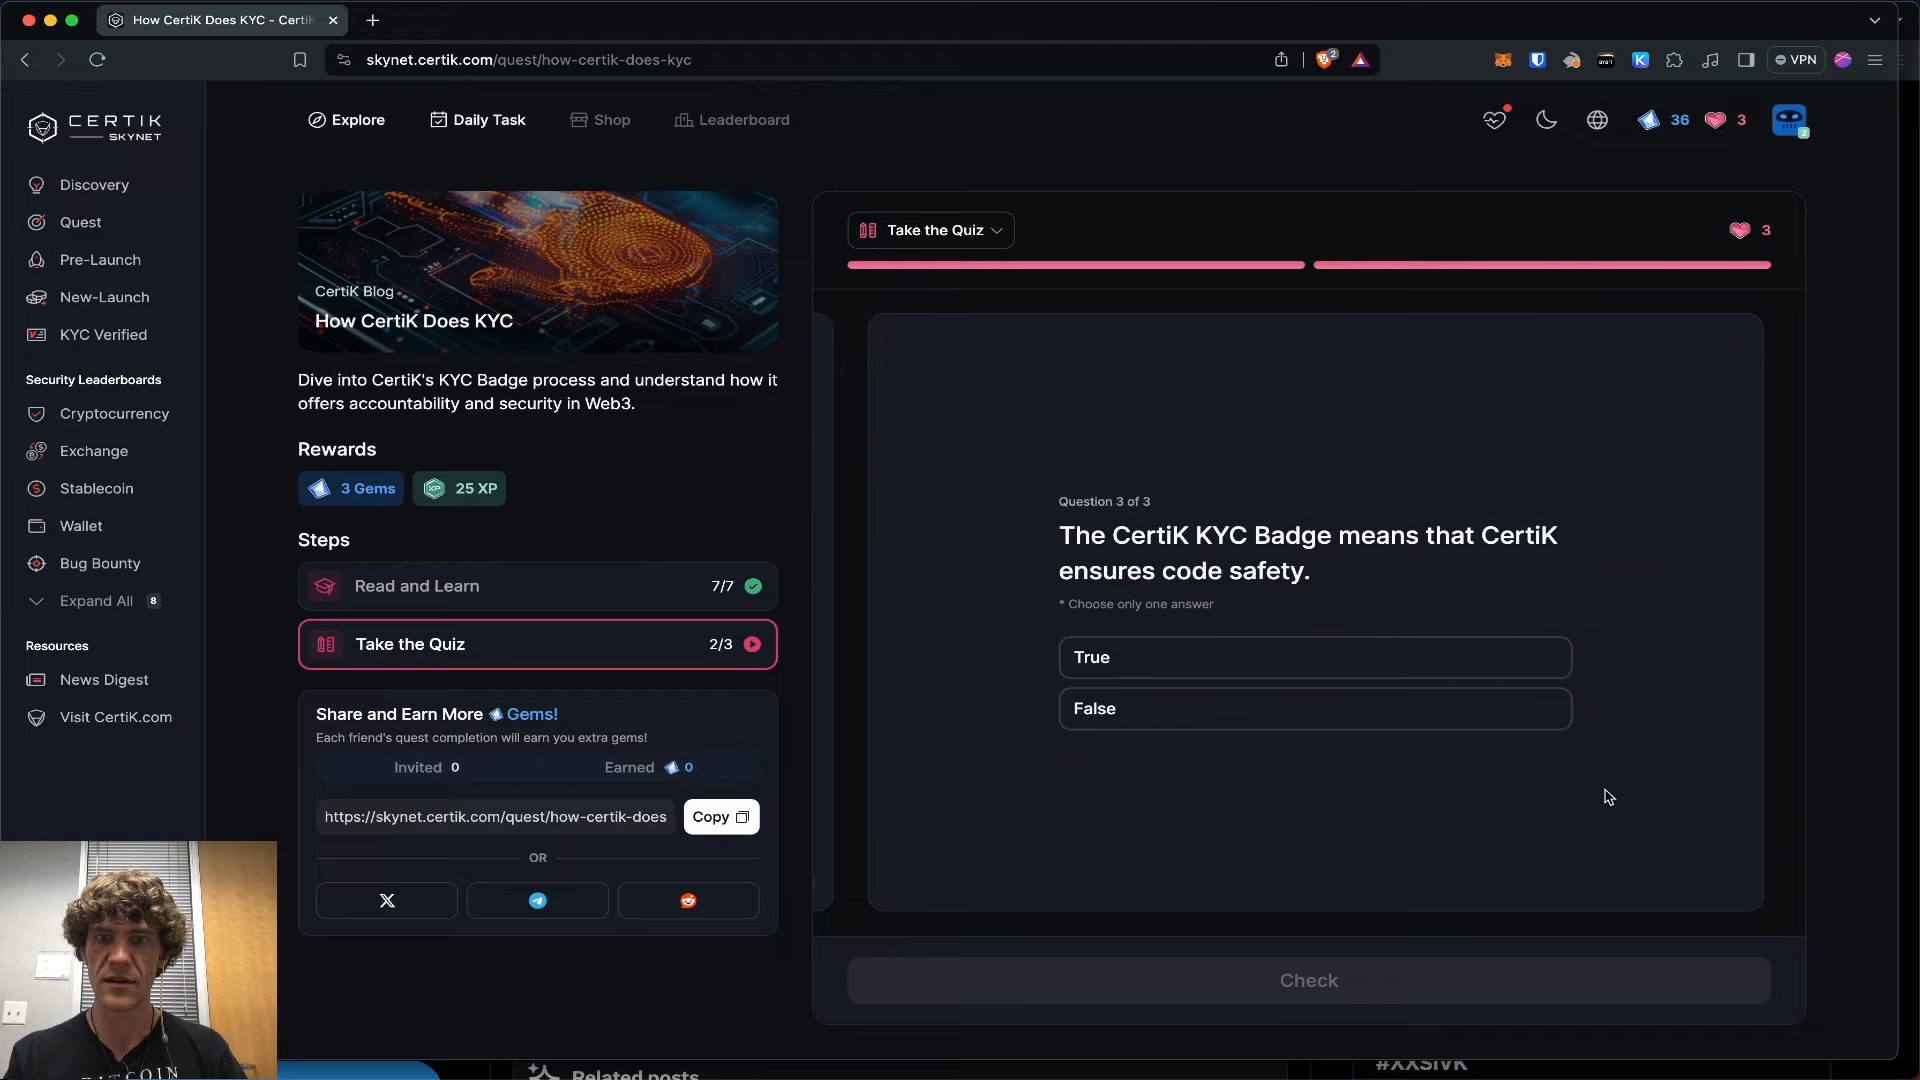 How CertiK Does KYC - CertiK
skynet.certik.com/quest/how-certik-does-kyc
2
VPN
CERTIK
SKYNET
Explore
Daily Task
Shop
Leaderboard
36
3
2
Discovery
Quest
Pre-Launch
New-Launch
KYC Verified
Security Leaderboards
Cryptocurrency
Exchange
Stablecoin
Wallet
Bug Bounty
Expand All 8
Resources
News Digest
Visit CertiK.com
CertiK Blog
How CertiK Does KYC
Dive into CertiK's KYC Badge process and understand how it
offers accountability and security in Web3.
Rewards
3 Gems
XP 25 XP
Steps
Read and Learn 7/7
Take the Quiz 2/3
Share and Earn More Gems!
Each friend's quest completion will earn you extra gems!
Invited 0 Earned 0
https://skynet.certik.com/quest/how-certik-does
Copy
OR
Take the Quiz
3
Question 3 of 3
The CertiK KYC Badge means that CertiK
ensures code safety.
* Choose only one answer
True
False
Check
BITCOIN
Related posts